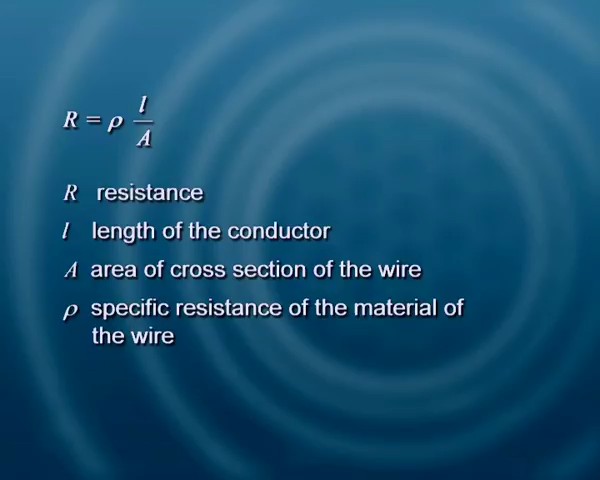 R = ρ l/A
R resistance
l length of the conductor
A area of cross section of the wire
ρ specific resistance of the material of
the wire